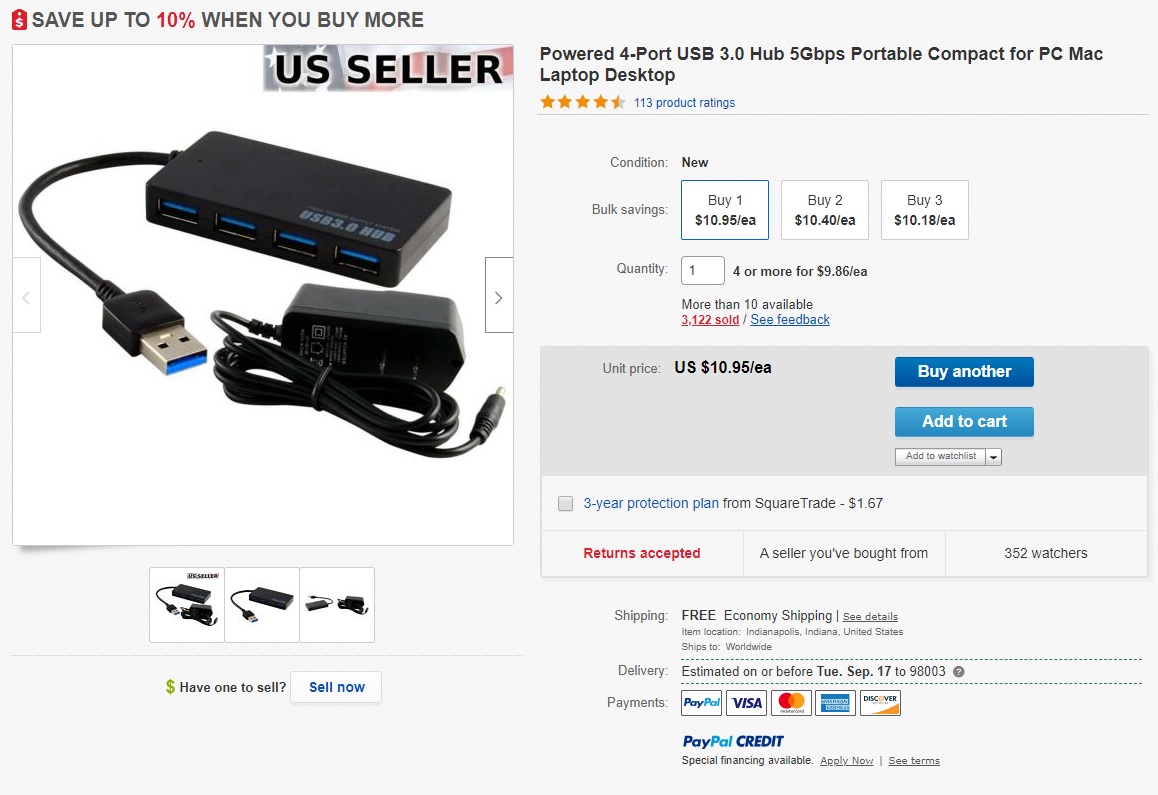 SAVE UP TO 10% WHEN YOU BUY MORE
US SELLER
USB3.0 HUB
US SELLER
$ Have one to sell? Sell now
Powered 4-Port USB 3.0 Hub 5Gbps Portable Compact for PC Mac
Laptop Desktop
113 product ratings
Condition: New
Bulk savings:
Buy 1
$10.95/ea
Buy 2
$10.40/ea
Buy 3
$10.18/ea
Quantity: 1 4 or more for $9.86/ea
More than 10 available
3,122 sold / See feedback
Unit price: US $10.95/ea
Buy another
Add to cart
Add to watchlist
3-year protection plan from SquareTrade - $1.67
Returns accepted
A seller you've bought from
352 watchers
Shipping: FREE Economy Shipping | See details
Item location: Indianapolis, Indiana, United States
Ships to: Worldwide
Delivery: Estimated on or before Tue. Sep. 17 to 98003 ?
Payments: PayPal VISA mastercard AMERICAN EXPRESS DISCOVER
PayPal CREDIT
Special financing available. Apply Now | See terms